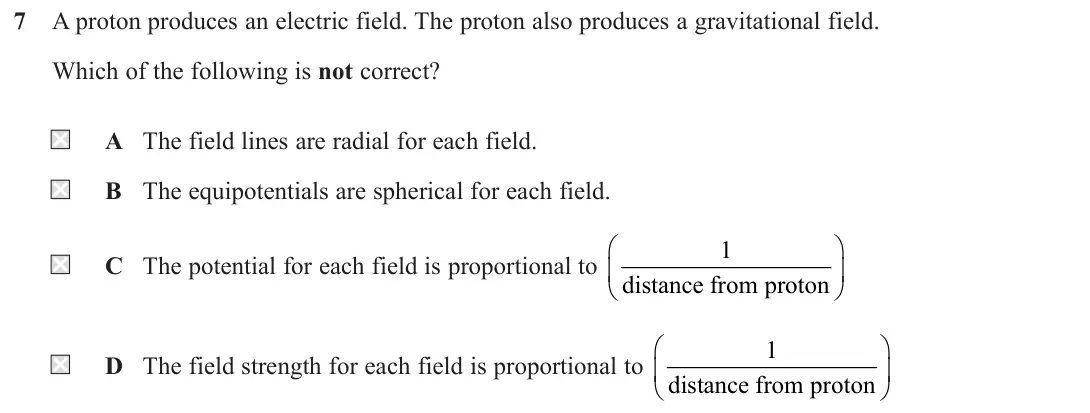 7 A proton produces an electric field. The proton also produces a gravitational field.
Which of the following is not correct?
A The field lines are radial for each field.
B The equipotentials are spherical for each field.
C The potential for each field is proportional to (1 / distance from proton)
D The field strength for each field is proportional to (1 / distance from proton)